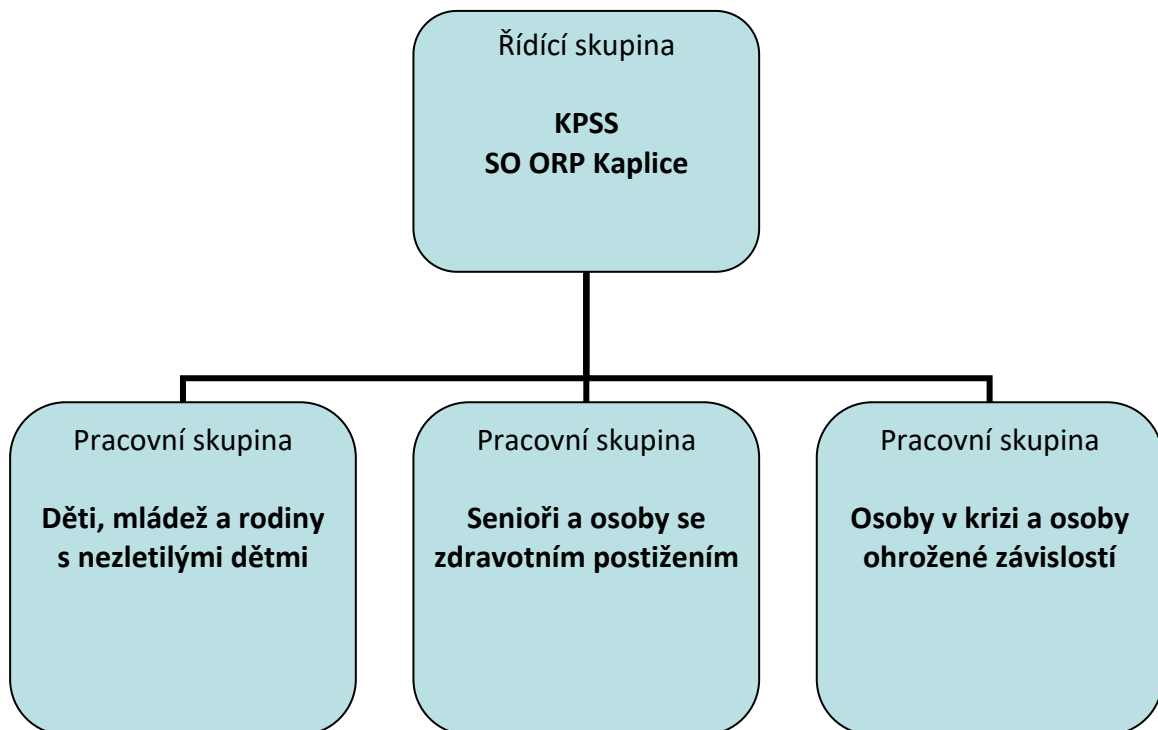 Řídící skupina
KPSS
SO ORP Kaplice
Pracovní skupina
Děti, mládež a rodiny
s nezletilými dětmi
Pracovní skupina
Senioři a osoby se
zdravotním postižením
Pracovní skupina
Osoby v krizi a osoby
ohrožené závislostí